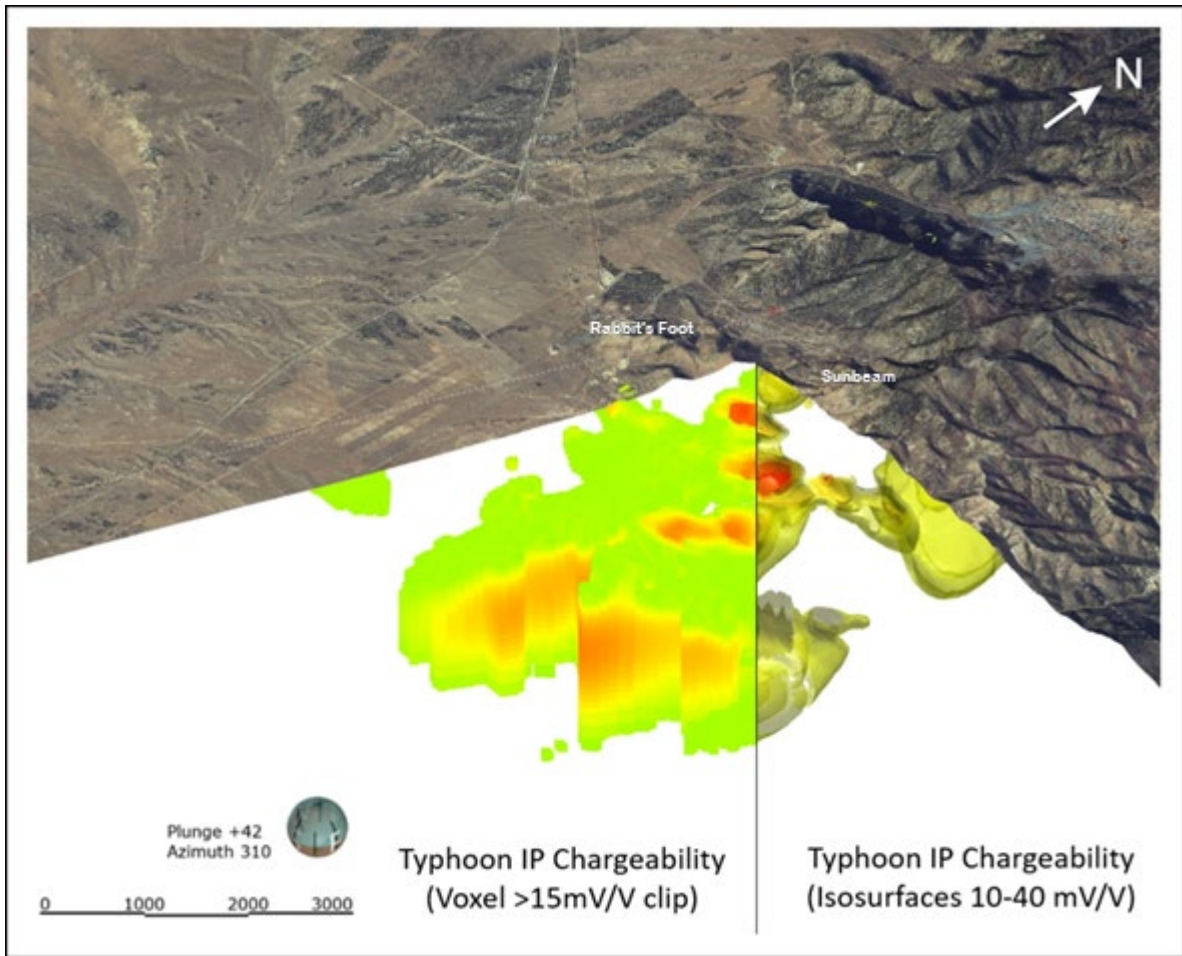 N
Rabbit's Foot
Sunbeam
Plunge +42
Azimuth 310
0 1000 2000 3000
Typhoon IP Chargeability
(Voxel >15mV/V clip)
Typhoon IP Chargeability
(Isosurfaces 10-40 mV/V)